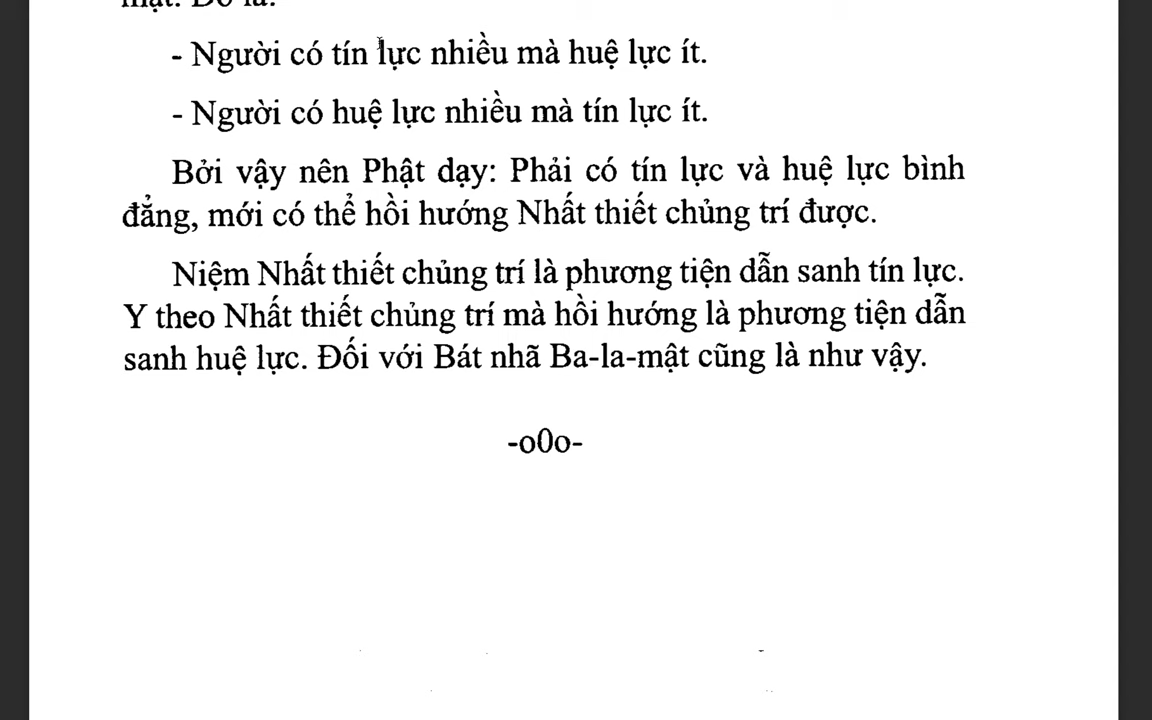 mật. Đó là:
- Người có tín lực nhiều mà huệ lực ít.
- Người có huệ lực nhiều mà tín lực ít.
Bởi vậy nên Phật dạy: Phải có tín lực và huệ lực bình
đẳng, mới có thể hồi hướng Nhất thiết chủng trí được.
Niệm Nhất thiết chủng trí là phương tiện dẫn sanh tín lực.
Y theo Nhất thiết chủng trí mà hồi hướng là phương tiện dẫn
sanh huệ lực. Đối với Bát nhã Ba-la-mật cũng là như vậy.
-o0o-